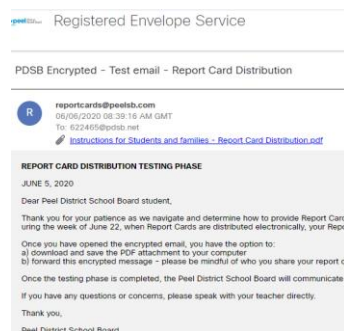 peel
Registered Envelope Service
PDSB Encrypted - Test email - Report Card Distribution
R
reportcards@peelsb.com
06/06/2020 08:39:16 AM GMT
To: 622465@pdsb.net
Instructions for Students and families - Report Card Distribution.pdf
REPORT CARD DISTRIBUTION TESTING PHASE
JUNE 5, 2020
Dear Peel District School Board student,
Thank you for your patience as we navigate and determine how to provide Report Card
uring the week of June 22, when Report Cards are distributed electronically, your Repo
Once you have opened the encrypted email, you have the option to:
a) download and save the PDF attachment to your computer
b) forward this encrypted message - please be mindful of who you share your report c
Once the testing phase is completed, the Peel District School Board will communicate
If you have any questions or concerns, please speak with your teacher directly.
Thank you,
Peel District School Board